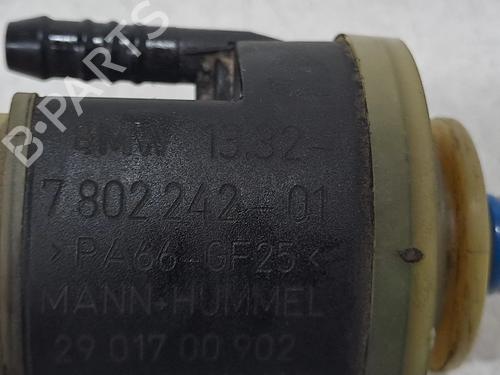 B-PARTS
BMW 13.32-
7 802 242-01
>PA66-GF25<
MANN+HUMMEL
29 017 00 902